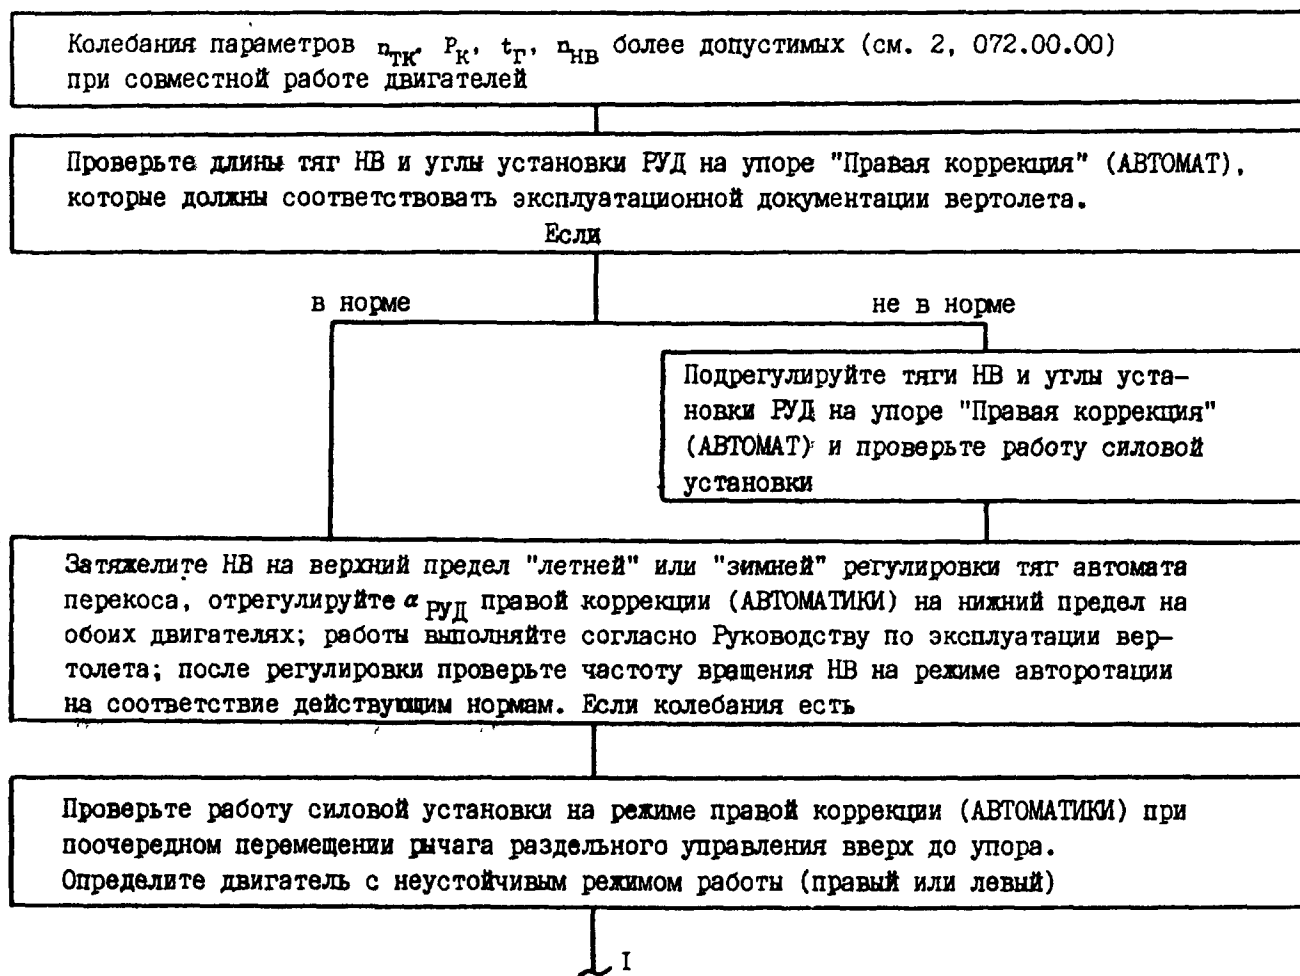 Колебания параметров nТК, PК, tГ, nНВ более допустимых (см. 2, 072.00.00)
при совместной работе двигателей
Проверьте длины тяг НВ и углы установки РУД на упоре "Правая коррекция" (АВТОМАТ),
которые должны соответствовать эксплуатационной документации вертолета.
Если
в норме
не в норме
Подрегулируйте тяги НВ и углы уста-
новки РУД на упоре "Правая коррекция"
(АВТОМАТ) и проверьте работу силовой
установки
Затяжелите НВ на верхний предел "летней" или "зимней" регулировки тяг автомата
перекоса, отрегулируйте α РУД правой коррекции (АВТОМАТИКИ) на нижний предел на
обоих двигателях; работы выполняйте согласно Руководству по эксплуатации вер-
толета; после регулировки проверьте частоту вращения НВ на режиме авторотации
на соответствие действующим нормам. Если колебания есть
Проверьте работу силовой установки на режиме правой коррекции (АВТОМАТИКИ) при
поочередном перемещении рычага раздельного управления вверх до упора.
Определите двигатель с неустойчивым режимом работы (правый или левый)
I